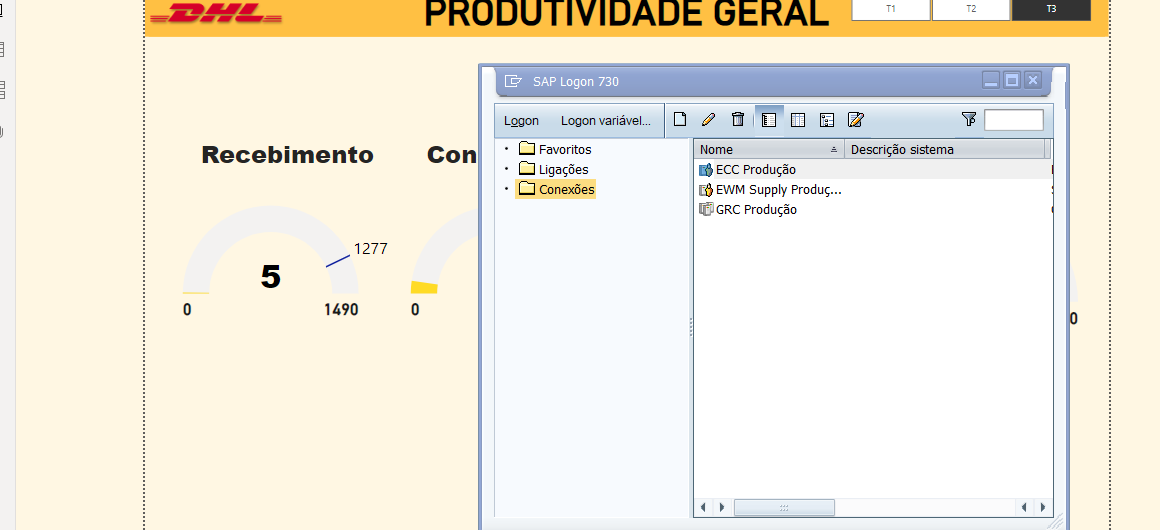 DHL
PRODUTIVIDADE GERAL
T1
T2
T3
SAP Logon 730
Logon
Logon variável...
Favoritos
Ligações
Conexões
Nome
Descrição sistema
ECC Produção
EWM Supply Produç...
GRC Produção
Recebimento
Con
1277
5
0
1490
0
0